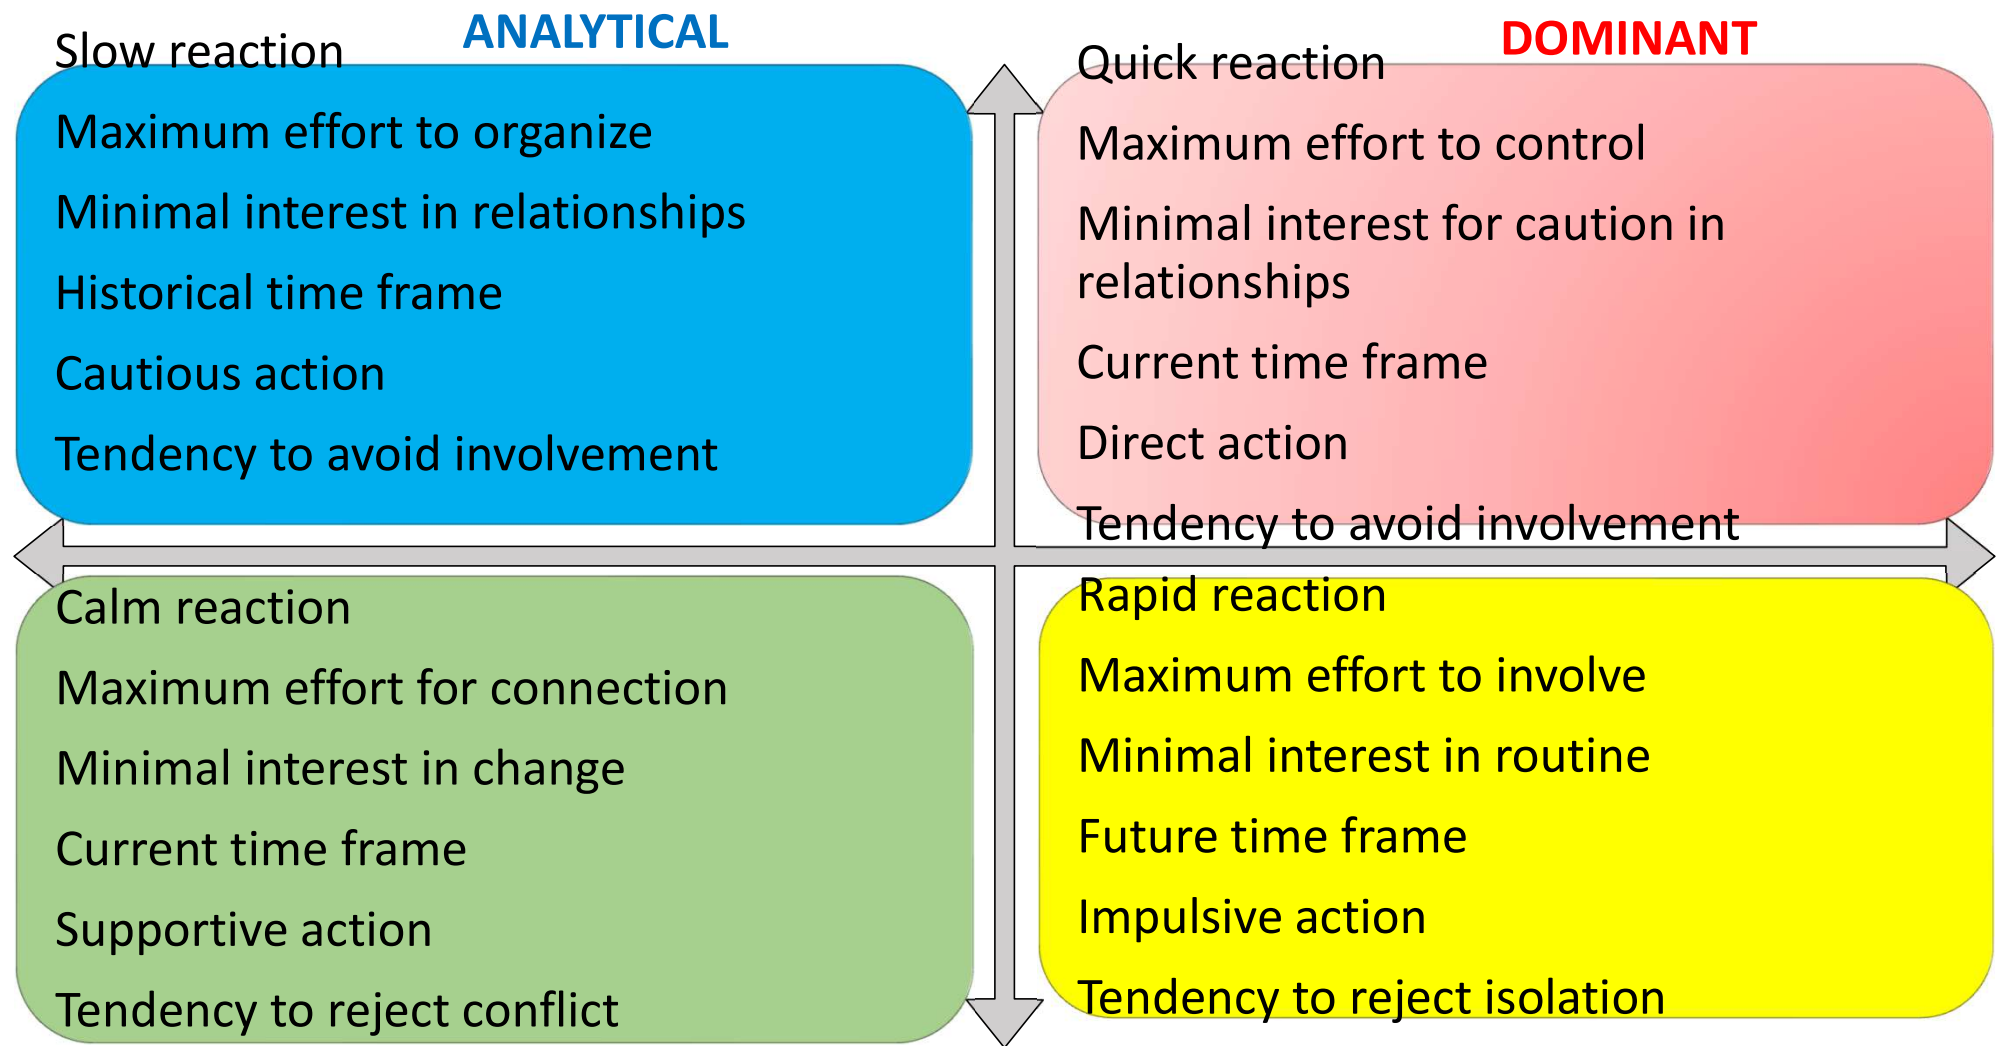 ANALYTICAL
Slow reaction
Maximum effort to organize
Minimal interest in relationships
Historical time frame
Cautious action
Tendency to avoid involvement
DOMINANT
Quick reaction
Maximum effort to control
Minimal interest for caution in
relationships
Current time frame
Direct action
Tendency to avoid involvement
Calm reaction
Maximum effort for connection
Minimal interest in change
Current time frame
Supportive action
Tendency to reject conflict
Rapid reaction
Maximum effort to involve
Minimal interest in routine
Future time frame
Impulsive action
Tendency to reject isolation